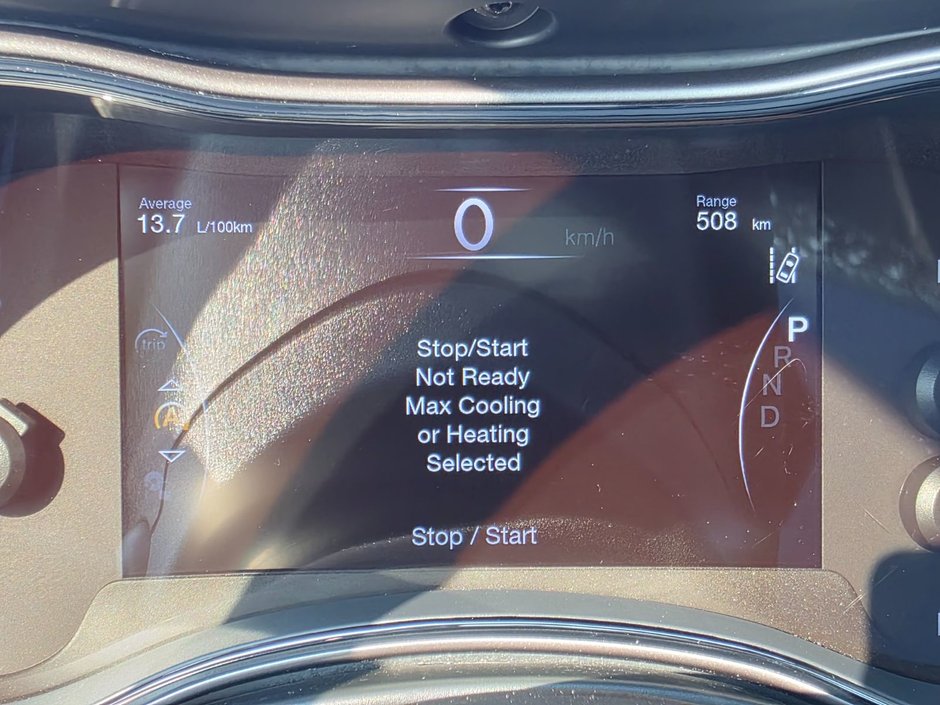 Average
13.7 L/100km
0 km/h
Range
508 km
trip
A
P
R
N
D
Stop/Start
Not Ready
Max Cooling
or Heating
Selected
Stop / Start